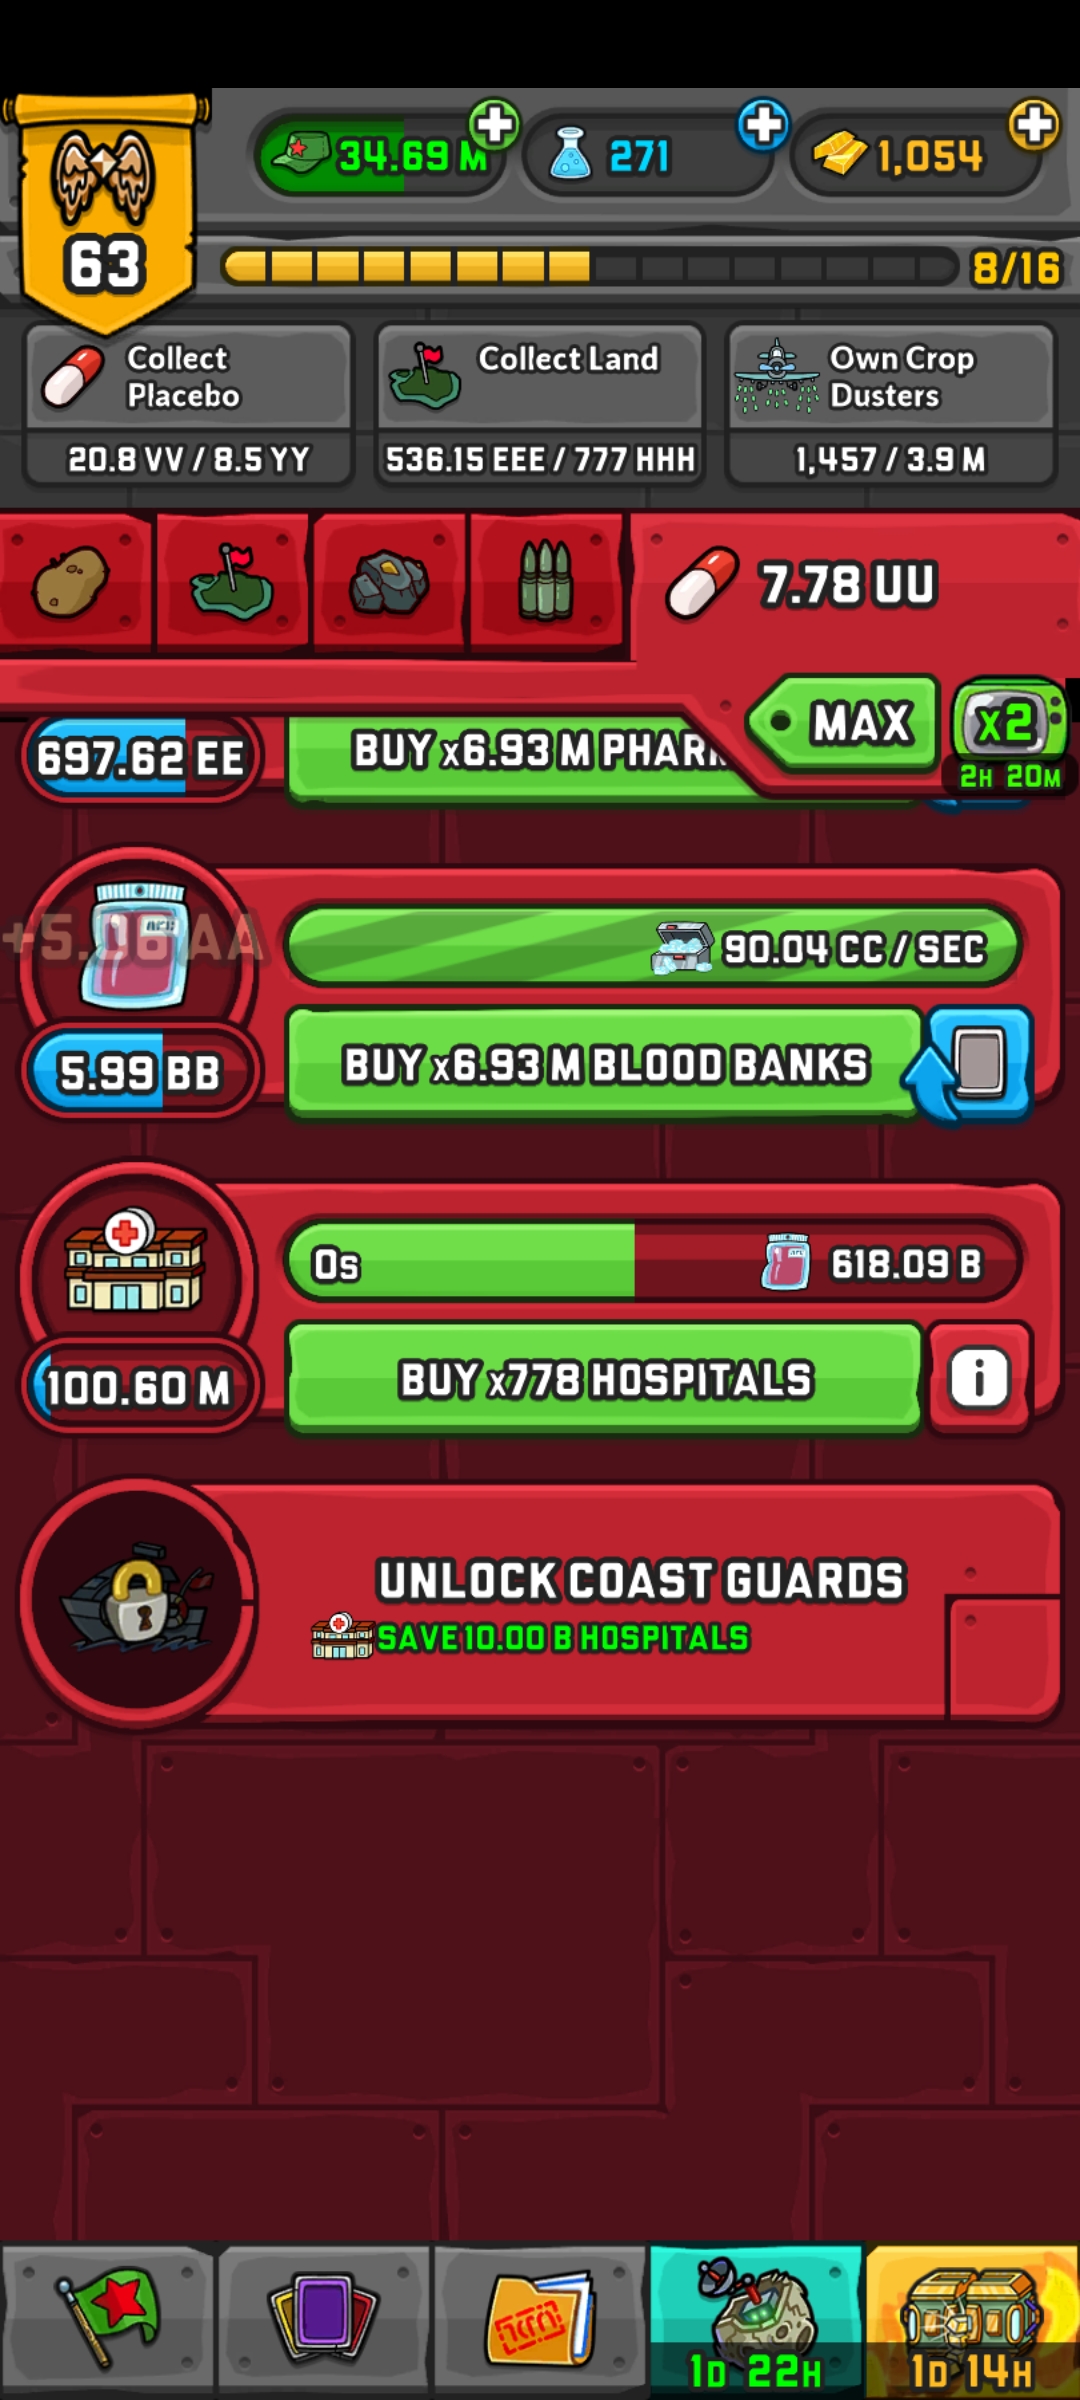 63
34.69 M
271
1,054
8/16
Collect
Placebo
20.8 VV / 8.5 YY
Collect Land
536.15 EEE / 777 HHH
Own Crop
Dusters
1,457 / 3.9 M
7.78 UU
MAX
x2
2H 20M
697.62 EE
BUY x6.93 M
90.04 CC / SEC
5.99 BB
BUY x6.93 M BLOOD BANKS
0s
618.09 B
100.60 M
BUY x778 HOSPITALS
i
UNLOCK COAST GUARDS
SAVE 10.00 B HOSPITALS
1D 22H
1D 14H